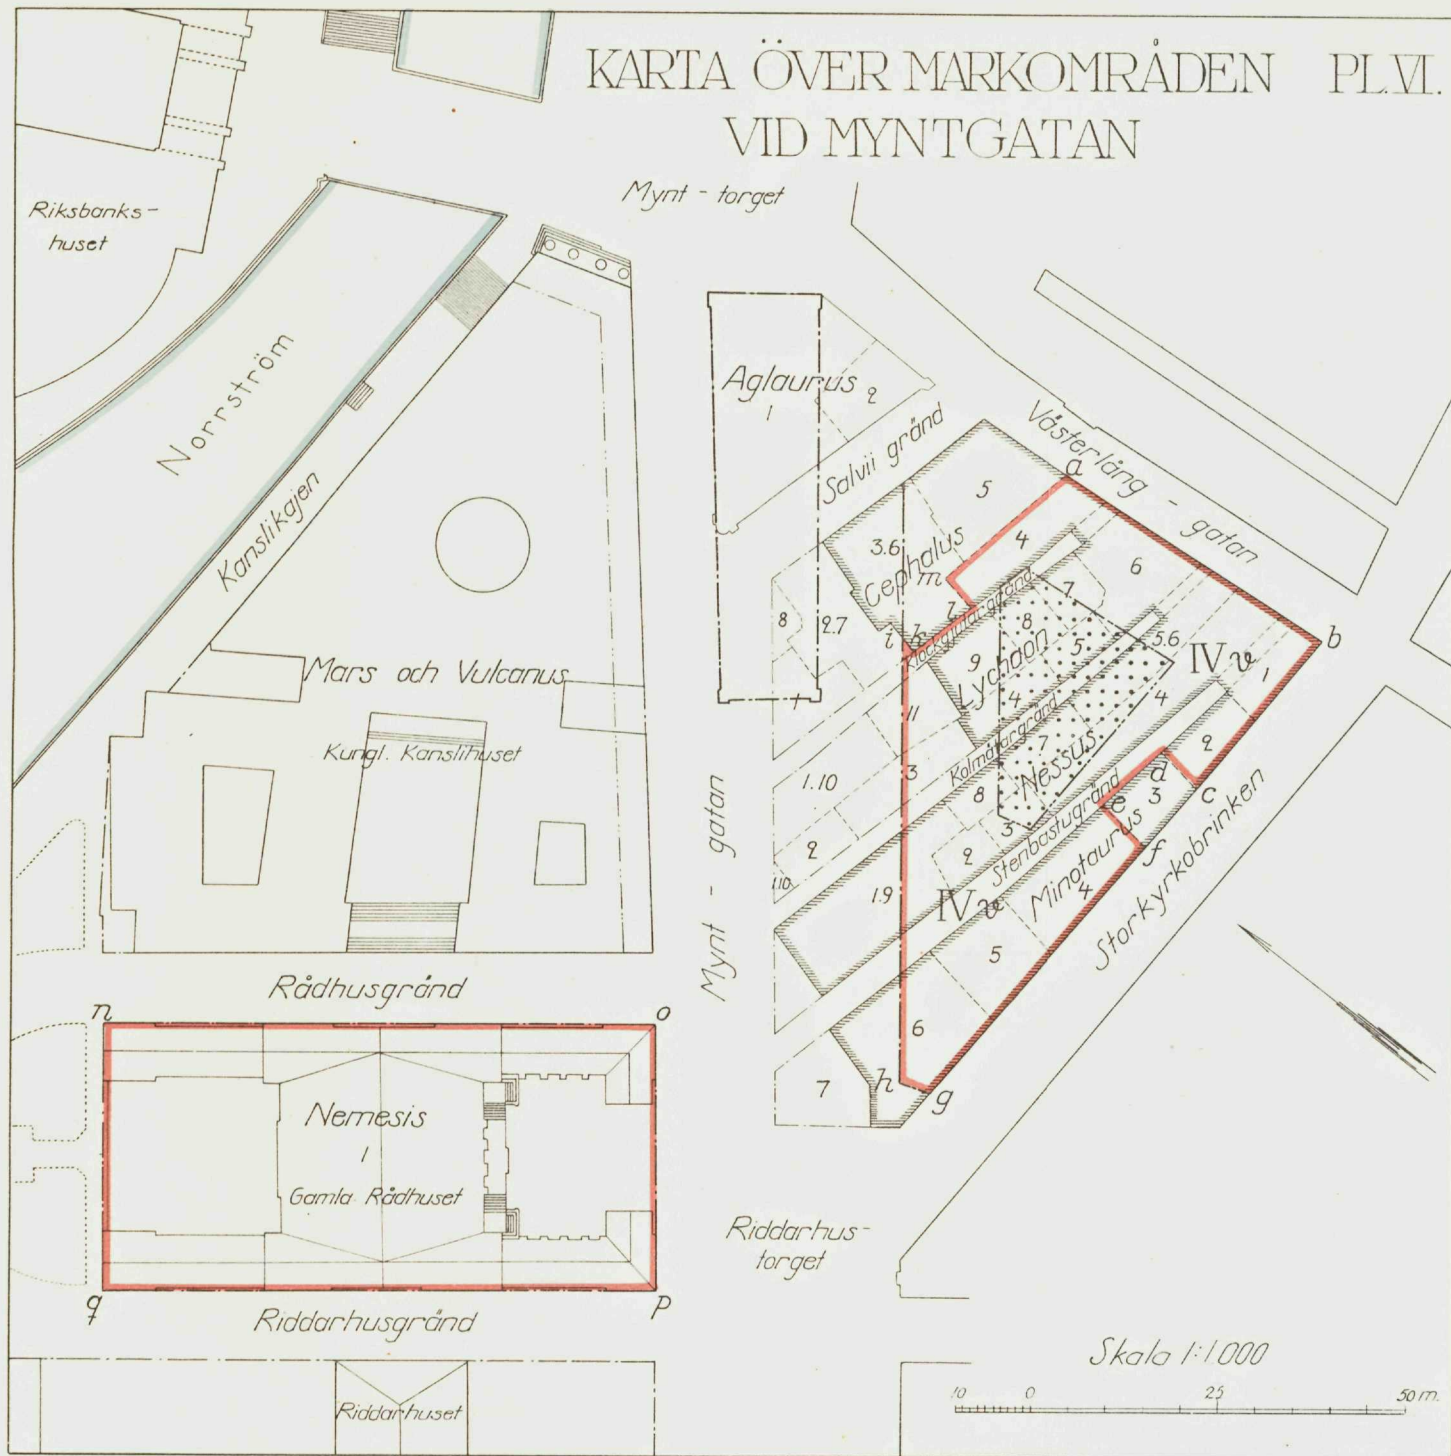 KARTA ÖVER MARKOMRÅDEN PL. VI.
VID MYNTGATAN
Mynt - torget
Riksbanks-
huset
Norrström
Kanslikajen
Aglaurus
1
2
Salvii gränd
Västerlång - gatan
a
5
4
6
3.6
Cephalus
m
l
k
i
Klockgjutargränd
b
8
2.7
7
8
5
5.6
IV v
1
9
Lychaon
4
4
Mars och Vulcanus
Kungl. Kanslihuset
11
3
Kolmätargränd
7
Nessus
2
d
3
c
1.10
8
e
3
Stenbastugränd
Minotaurus
f
2
2
4
1.10
1.9
IV v
5
Storkyrkobrinken
Mynt - gatan
Rådhusgränd
n
o
6
h
g
7
Nemesis
1
Gamla Rådhuset
q
p
Riddarhusgränd
Riddarhus-
torget
Riddarhuset
Skala 1:1.000
10 0 25 50 m.